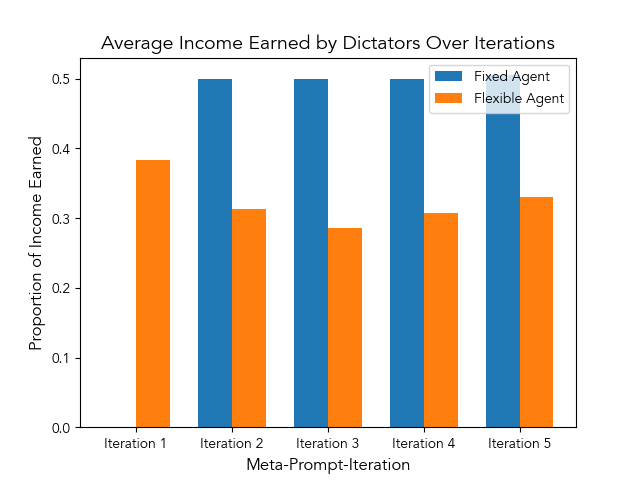 Average Income Earned by Dictators Over Iterations
Fixed Agent
Flexible Agent
Proportion of Income Earned
0.5
0.4
0.3
0.2
0.1
0.0
Iteration 1 Iteration 2 Iteration 3 Iteration 4 Iteration 5
Meta-Prompt-Iteration